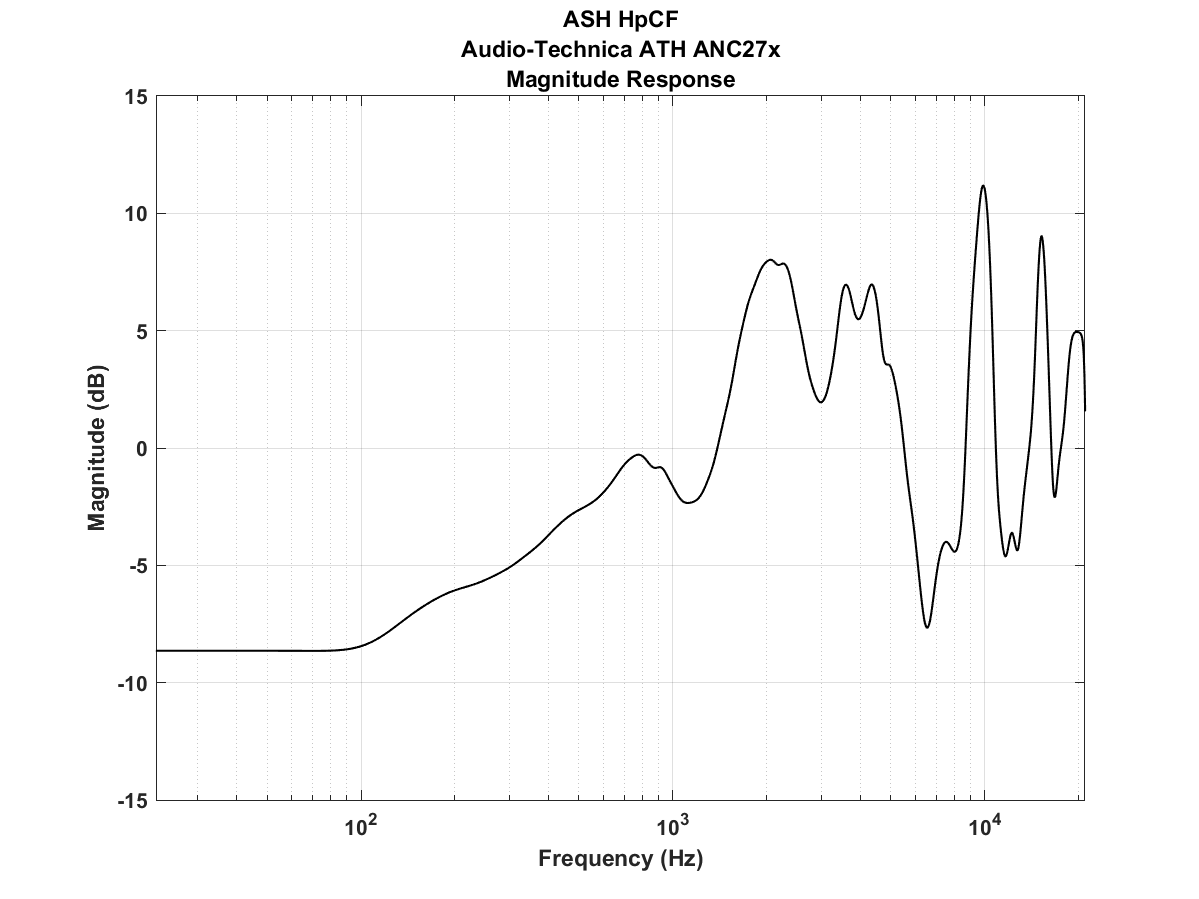 ASH HpCF
Audio-Technica ATH ANC27x
Magnitude Response
15
10
5
0
-5
-10
-15
Magnitude (dB)
10²
10³
10⁴
Frequency (Hz)